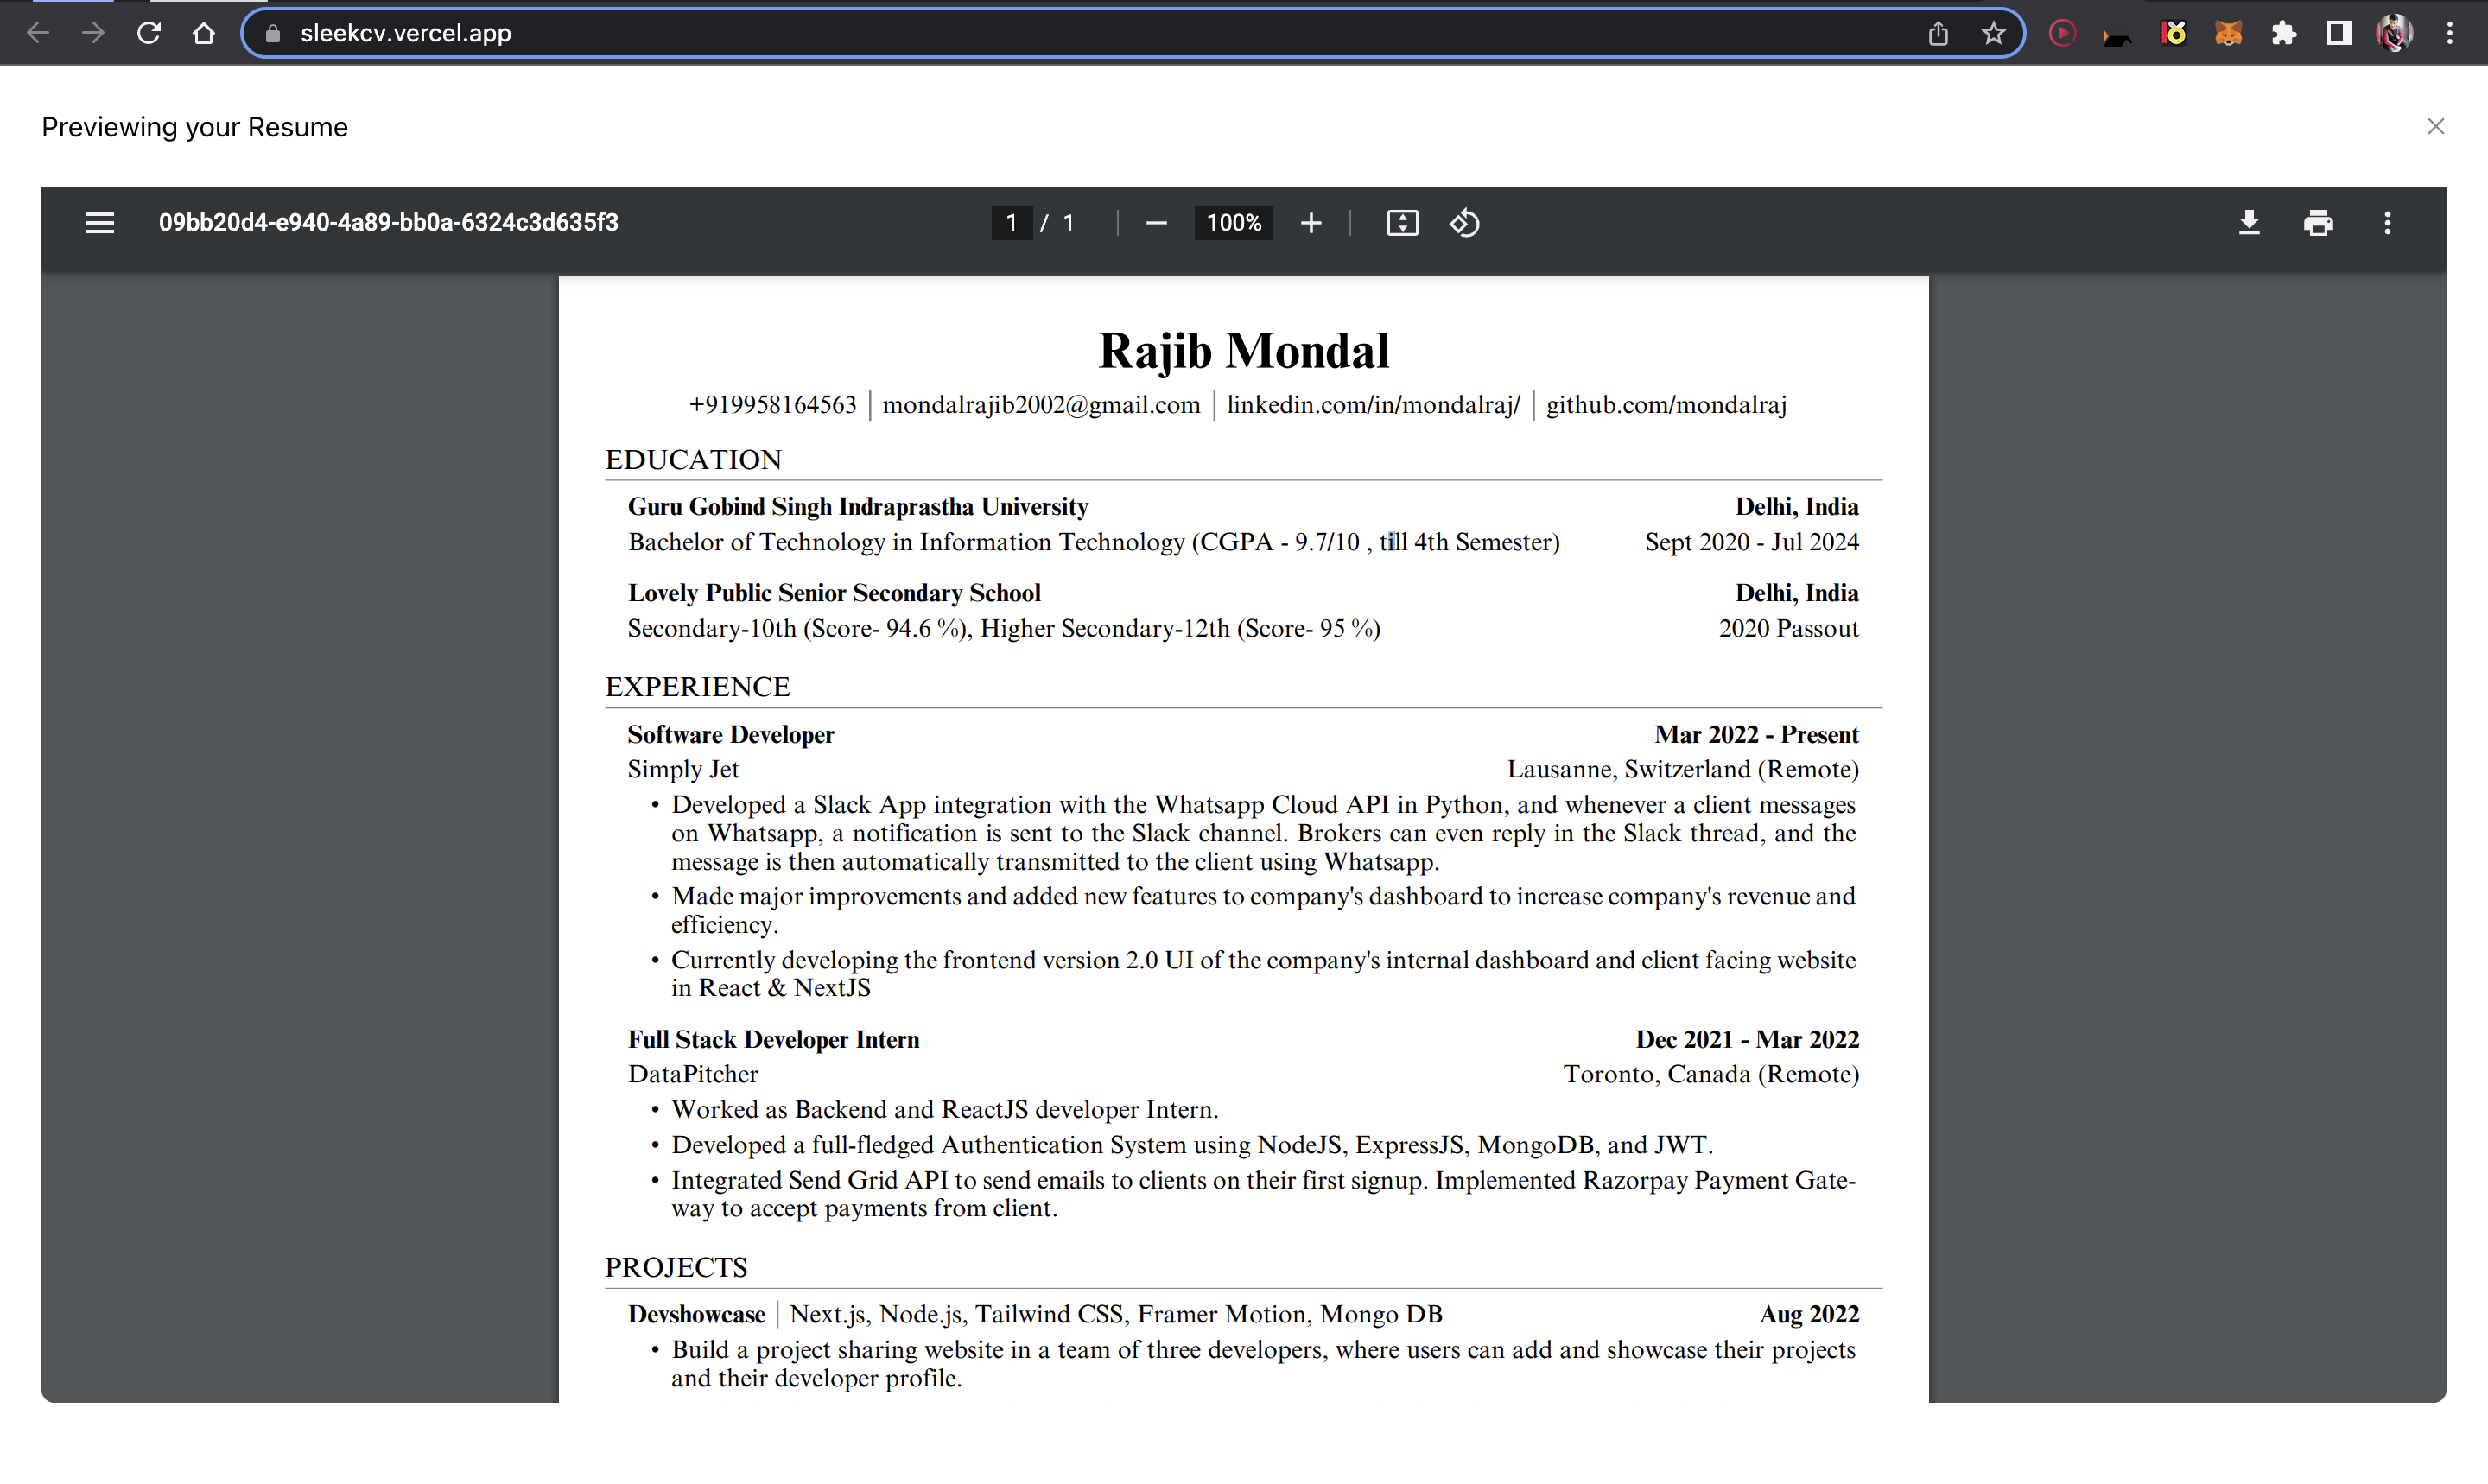 sleekcv.vercel.app
Previewing your Resume
09bb20d4-e940-4a89-bb0a-6324c3d635f3
1 / 1
100%
Rajib Mondal
+919958164563 | mondalrajib2002@gmail.com | linkedin.com/in/mondalraj/ | github.com/mondalraj
EDUCATION
Guru Gobind Singh Indraprastha University Delhi, India
Bachelor of Technology in Information Technology (CGPA - 9.7/10 , till 4th Semester) Sept 2020 - Jul 2024
Lovely Public Senior Secondary School Delhi, India
Secondary-10th (Score- 94.6 %), Higher Secondary-12th (Score- 95 %) 2020 Passout
EXPERIENCE
Software Developer Mar 2022 - Present
Simply Jet Lausanne, Switzerland (Remote)
• Developed a Slack App integration with the Whatsapp Cloud API in Python, and whenever a client messages
on Whatsapp, a notification is sent to the Slack channel. Brokers can even reply in the Slack thread, and the
message is then automatically transmitted to the client using Whatsapp.
• Made major improvements and added new features to company's dashboard to increase company's revenue and
efficiency.
• Currently developing the frontend version 2.0 UI of the company's internal dashboard and client facing website
in React & NextJS
Full Stack Developer Intern Dec 2021 - Mar 2022
DataPitcher Toronto, Canada (Remote)
• Worked as Backend and ReactJS developer Intern.
• Developed a full-fledged Authentication System using NodeJS, ExpressJS, MongoDB, and JWT.
• Integrated Send Grid API to send emails to clients on their first signup. Implemented Razorpay Payment Gate-
way to accept payments from client.
PROJECTS
Devshowcase | Next.js, Node.js, Tailwind CSS, Framer Motion, Mongo DB Aug 2022
• Build a project sharing website in a team of three developers, where users can add and showcase their projects
and their developer profile.